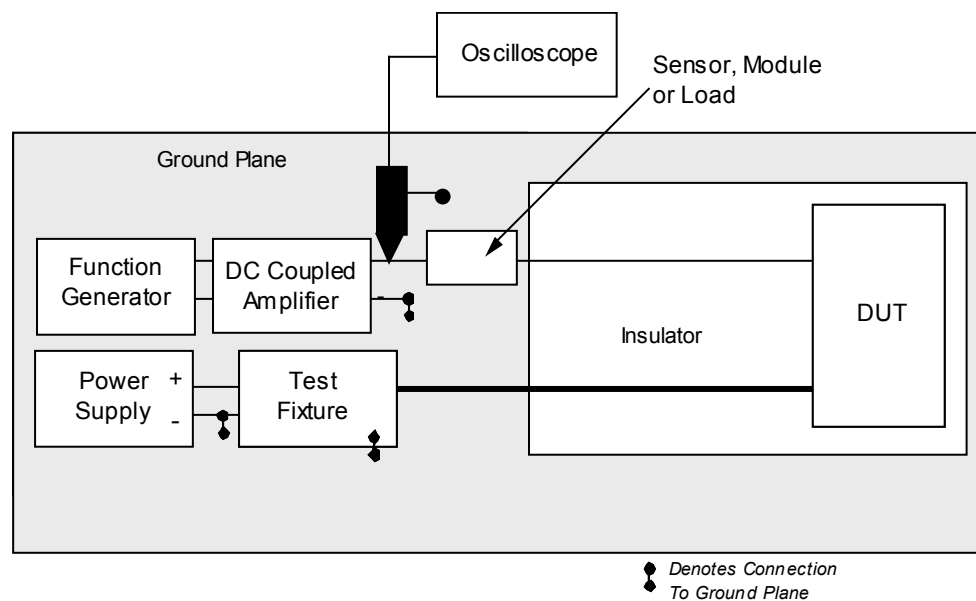 Oscilloscope
Sensor, Module
or Load
Ground Plane
Function
Generator
DC Coupled
Amplifier
-
DUT
Insulator
Power
Supply
+
-
Test
Fixture
Denotes Connection
To Ground Plane